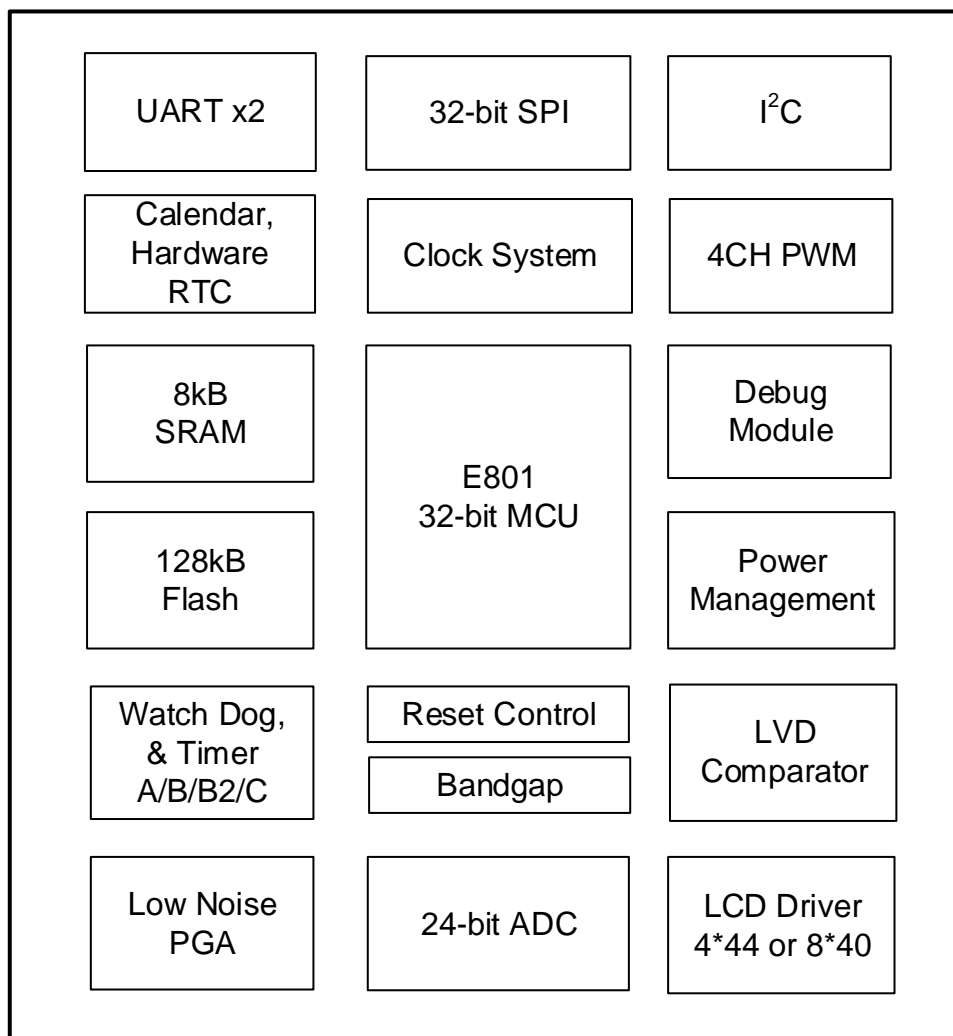 UART x2
32-bit SPI
I²C
Calendar,
Hardware
RTC
Clock System
4CH PWM
8kB
SRAM
E801
32-bit MCU
Debug
Module
128kB
Flash
Power
Management
Watch Dog,
& Timer
A/B/B2/C
Reset Control
Bandgap
LVD
Comparator
Low Noise
PGA
24-bit ADC
LCD Driver
4*44 or 8*40